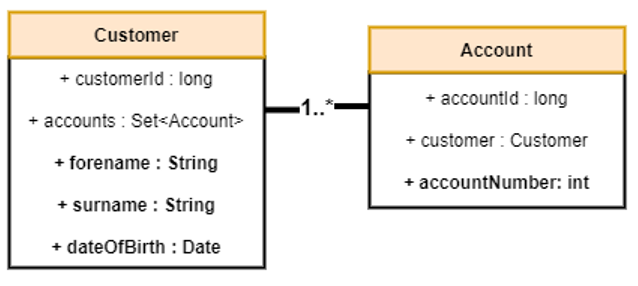 Customer
+ customerId : long
+ accounts : Set<Account>
+ forename : String
+ surname : String
+ dateOfBirth : Date
1..*
Account
+ accountId : long
+ customer : Customer
+ accountNumber: int